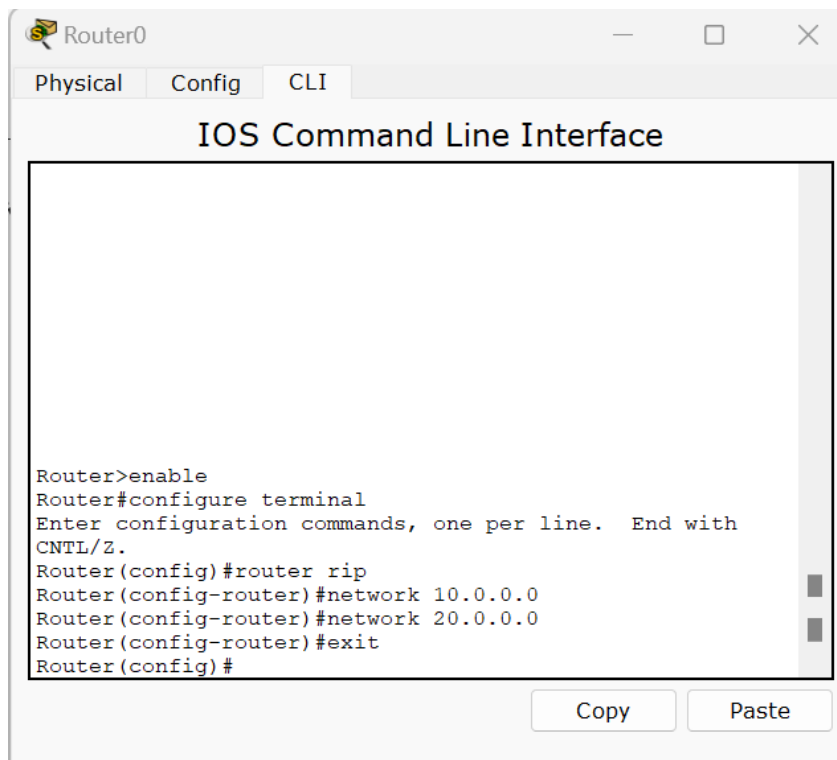 Router0
Physical Config CLI
IOS Command Line Interface
Router>enable
Router#configure terminal
Enter configuration commands, one per line.  End with
CNTL/Z.
Router(config)#router rip
Router(config-router)#network 10.0.0.0
Router(config-router)#network 20.0.0.0
Router(config-router)#exit
Router(config)#
Copy Paste